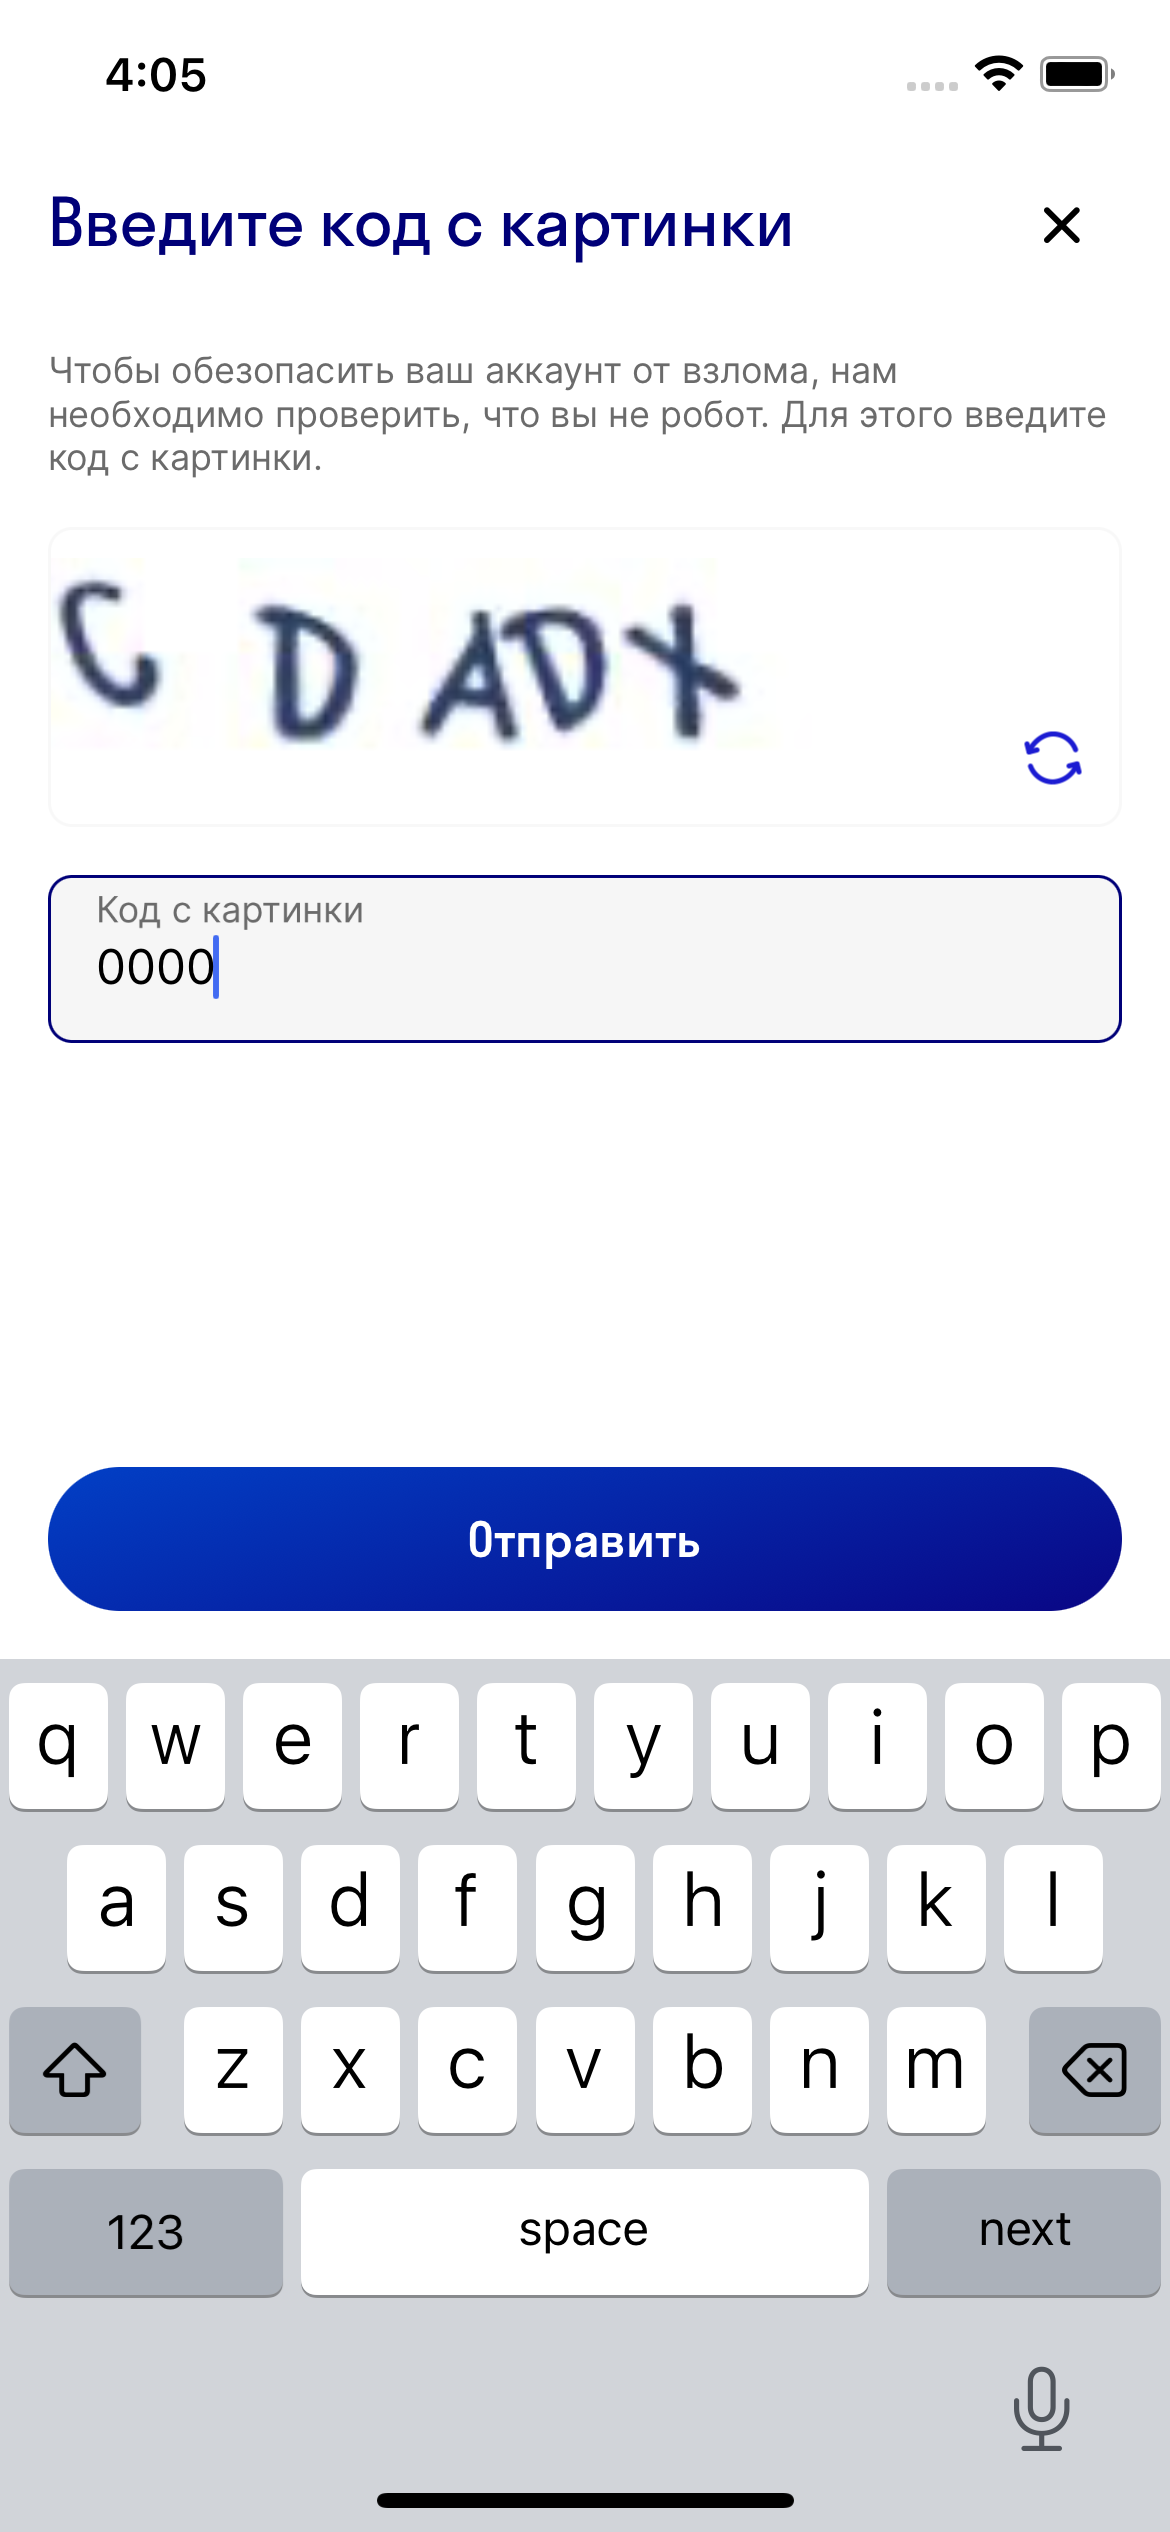 4:05
Введите код с картинки
Чтобы обезопасить ваш аккаунт от взлома, нам
необходимо проверить, что вы не робот. Для этого введите
код с картинки.
C D A D X
Код с картинки
0000
Отправить
q w e r t y u i o p
a s d f g h j k l
z x c v b n m
123 space next